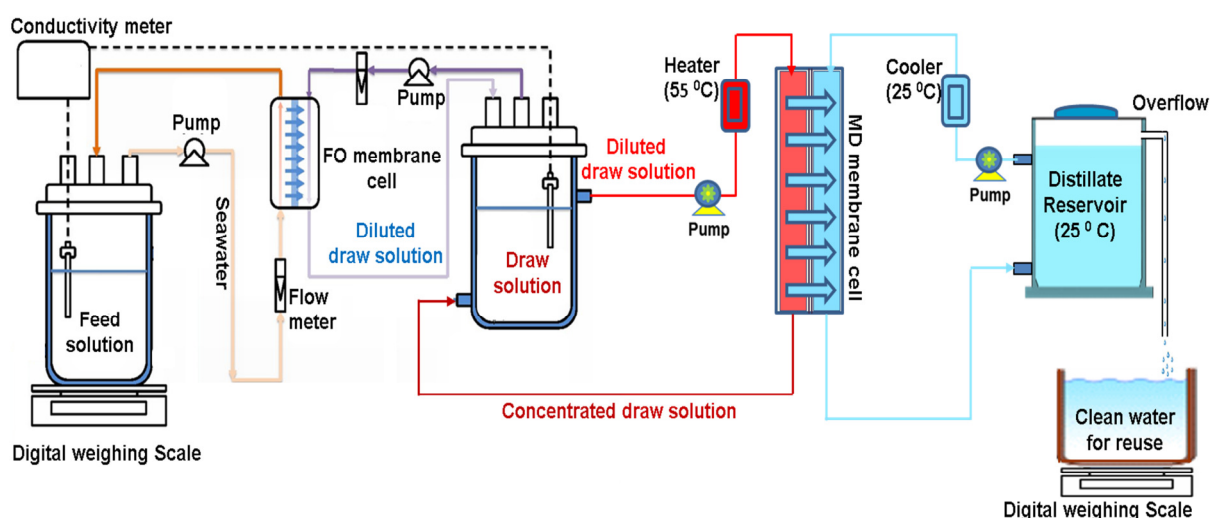 Conductivity meter
Pump
Seawater
Feed
solution
Digital weighing Scale
FO membrane
cell
Flow
meter
Pump
Diluted
draw solution
Draw
solution
Diluted
draw solution
Concentrated draw solution
Heater
(55 ⁰C)
Pump
MD membrane cell
Cooler
(25 ⁰C)
Pump
Overflow
Distillate
Reservoir
(25 ⁰ C)
Clean water
for reuse
Digital weighing Scale